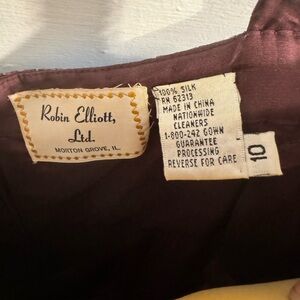 Robin Elliott,
Ltd.
MORTON GROVE, IL.
100% SILK
RN 62313
MADE IN CHINA
NATIONWIDE
CLEANERS
1-800-242 GOWN
GUARANTEE
PROCESSING
REVERSE FOR CARE
10